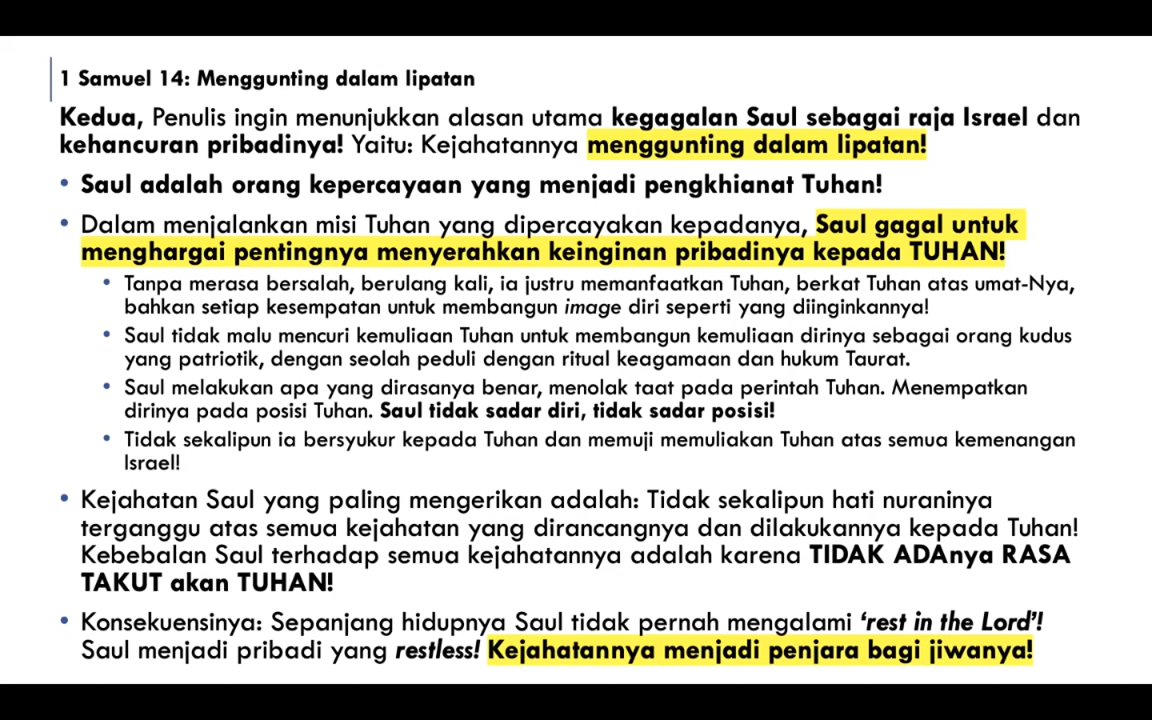 1 Samuel 14: Menggunting dalam lipatan
Kedua, Penulis ingin menunjukkan alasan utama kegagalan Saul sebagai raja Israel dan
kehancuran pribadinya! Yaitu: Kejahatannya menggunting dalam lipatan!
• Saul adalah orang kepercayaan yang menjadi pengkhianat Tuhan!
• Dalam menjalankan misi Tuhan yang dipercayakan kepadanya, Saul gagal untuk
menghargai pentingnya menyerahkan keinginan pribadinya kepada TUHAN!
• Tanpa merasa bersalah, berulang kali, ia justru memanfaatkan Tuhan, berkat Tuhan atas umat-Nya,
bahkan setiap kesempatan untuk membangun image diri seperti yang diinginkannya!
• Saul tidak malu mencuri kemuliaan Tuhan untuk membangun kemuliaan dirinya sebagai orang kudus
yang patriotik, dengan seolah peduli dengan ritual keagamaan dan hukum Taurat.
• Saul melakukan apa yang dirasanya benar, menolak taat pada perintah Tuhan. Menempatkan
dirinya pada posisi Tuhan. Saul tidak sadar diri, tidak sadar posisi!
• Tidak sekalipun ia bersyukur kepada Tuhan dan memuji memuliakan Tuhan atas semua kemenangan
Israel!
• Kejahatan Saul yang paling mengerikan adalah: Tidak sekalipun hati nuraninya
terganggu atas semua kejahatan yang dirancangnya dan dilakukannya kepada Tuhan!
Kebebalan Saul terhadap semua kejahatannya adalah karena TIDAK ADAnya RASA
TAKUT akan TUHAN!
• Konsekuensinya: Sepanjang hidupnya Saul tidak pernah mengalami ‘rest in the Lord’!
Saul menjadi pribadi yang restless! Kejahatannya menjadi penjara bagi jiwanya!